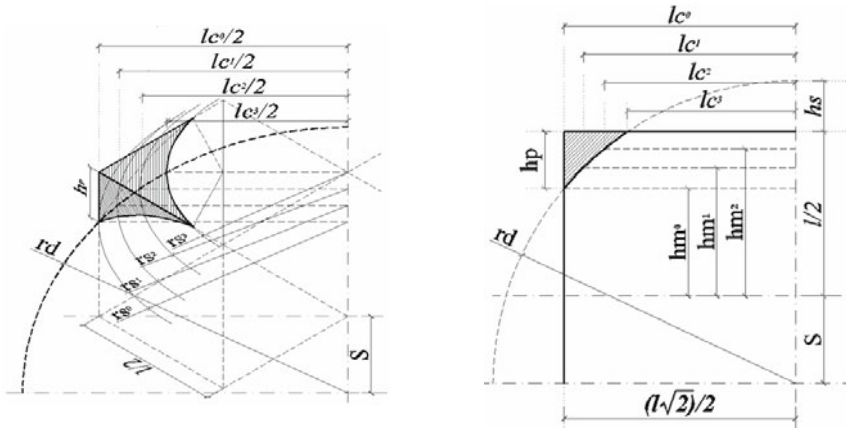 lc⁰/2
lc¹/2
lc²/2
lc³/2
hp
rd
rs³
rs²
rs¹
rs⁰
l/2
S
lc⁰
lc¹
lc²
lc³
hs
hp
hm⁰
hm¹
hm²
l/2
rd
S
(l√2)/2